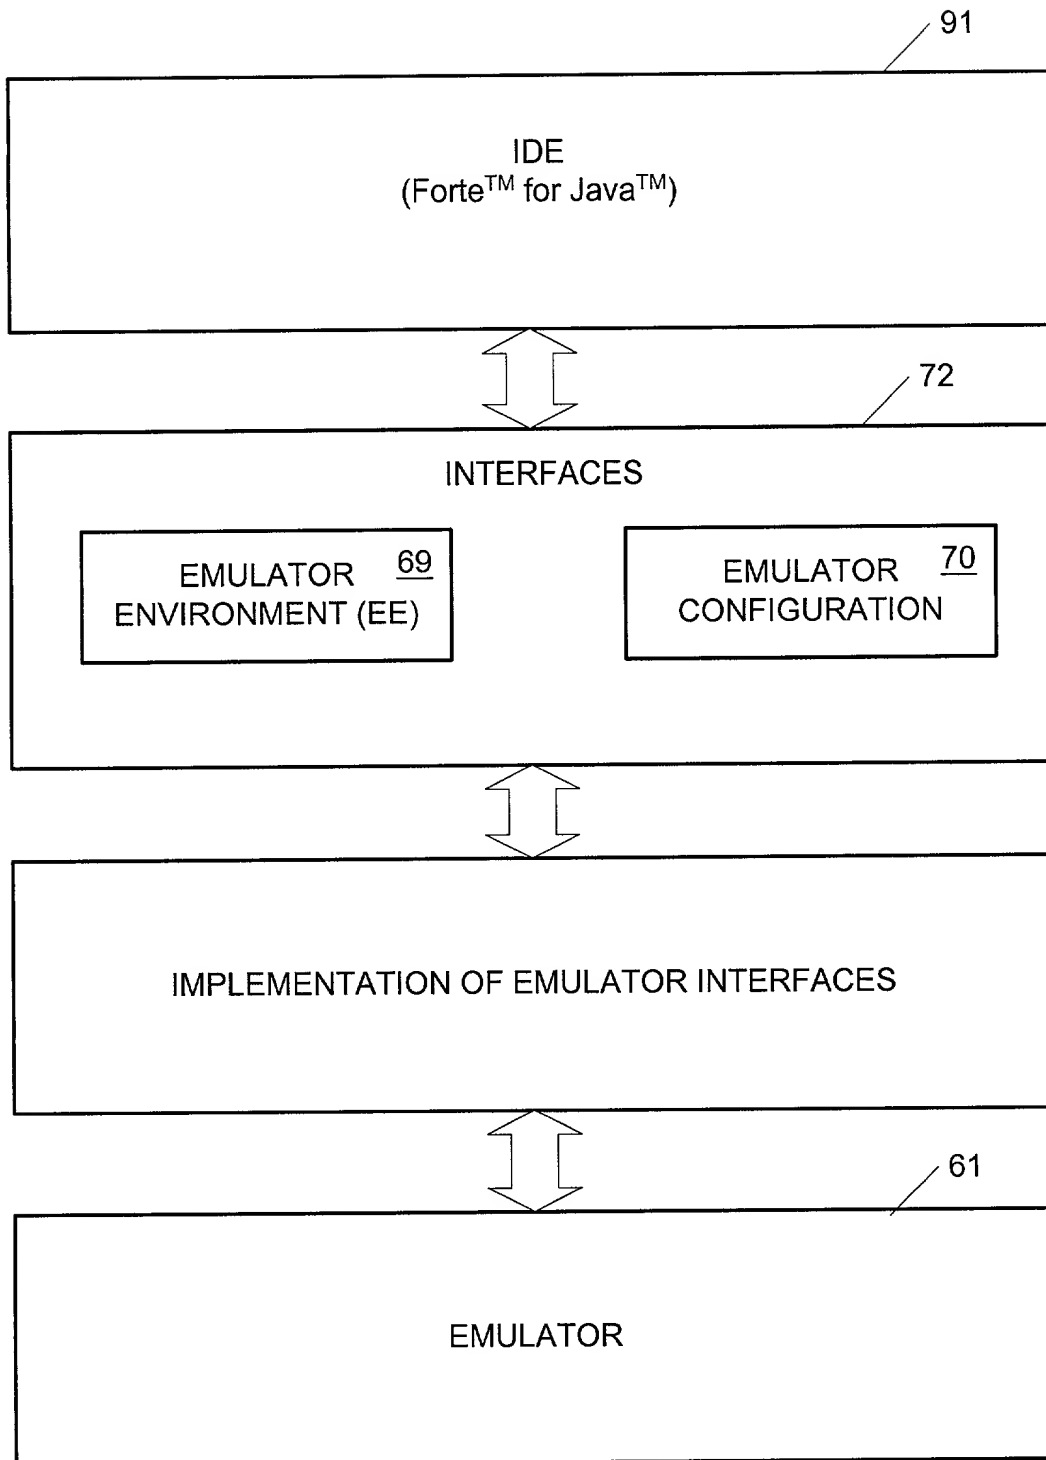 91
IDE
(Forte™ for Java™)
72
INTERFACES
EMULATOR 69
ENVIRONMENT (EE)
EMULATOR 70
CONFIGURATION
IMPLEMENTATION OF EMULATOR INTERFACES
61
EMULATOR